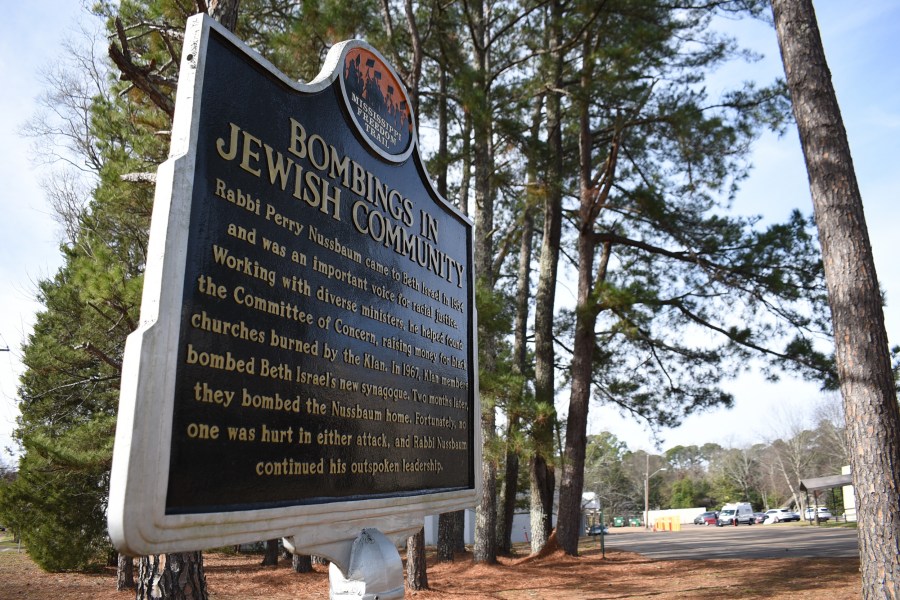 MISSISSIPPI
FREEDOM
TRAIL
BOMBINGS IN
JEWISH COMMUNITY
Rabbi Perry Nussbaum came to Beth Israel in 1954
and was an important voice for racial justice.
Working with diverse ministers, he helped found
the Committee of Concern, raising money for black
churches burned by the Klan. In 1967, Klan members
bombed Beth Israel's new synagogue. Two months later,
they bombed the Nussbaum home. Fortunately, no
one was hurt in either attack, and Rabbi Nussbaum
continued his outspoken leadership.